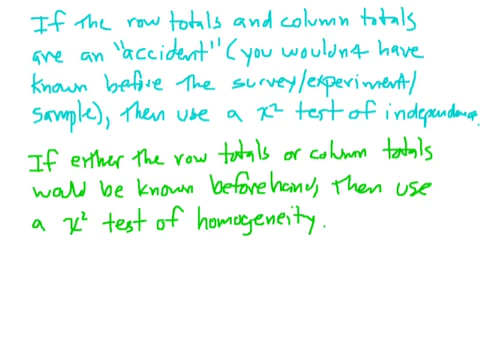 If the row totals and column totals
are an "accident" (you wouldn't have
known before the survey/experiment/
sample), then use a x² test of independence.
If either the row totals or column totals
would be known beforehand, then use
a x² test of homogeneity.